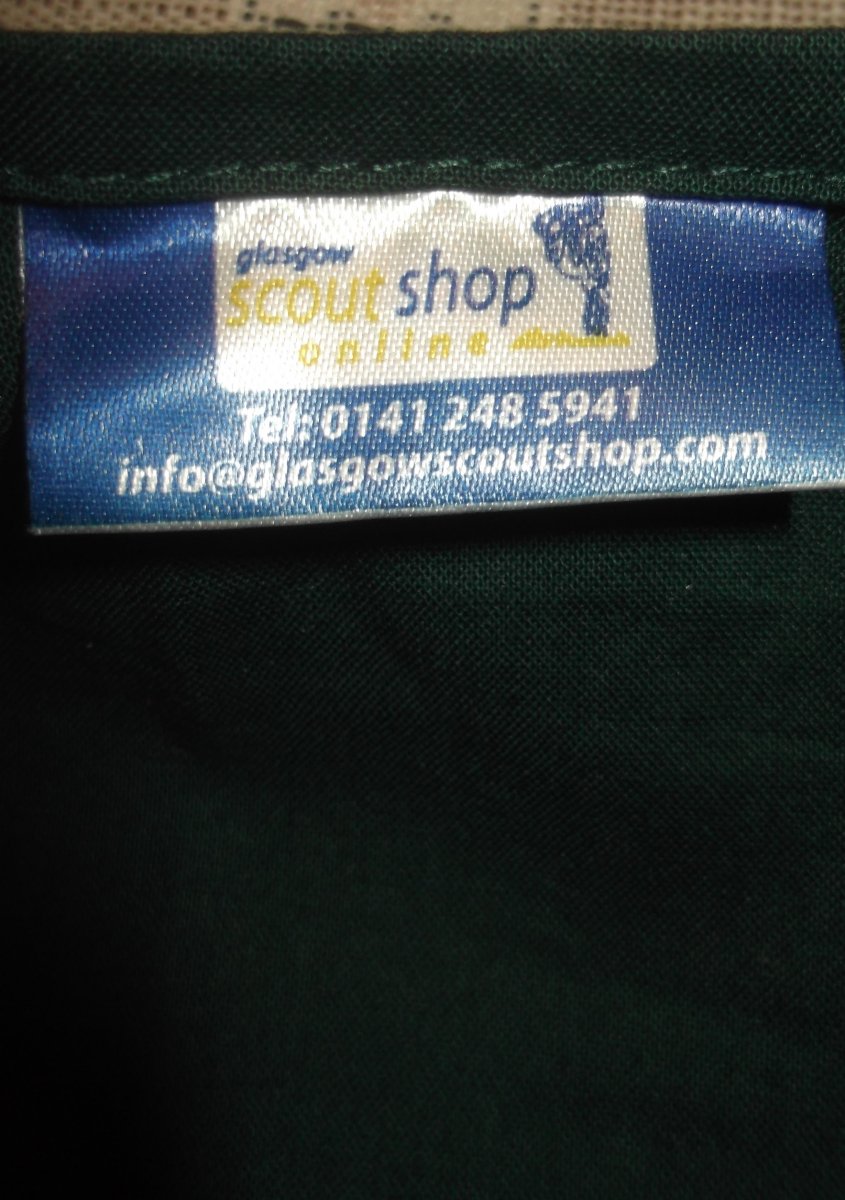 glasgow
scout shop
online
Tel: 0141 248 5941
info@glasgowscoutshop.com